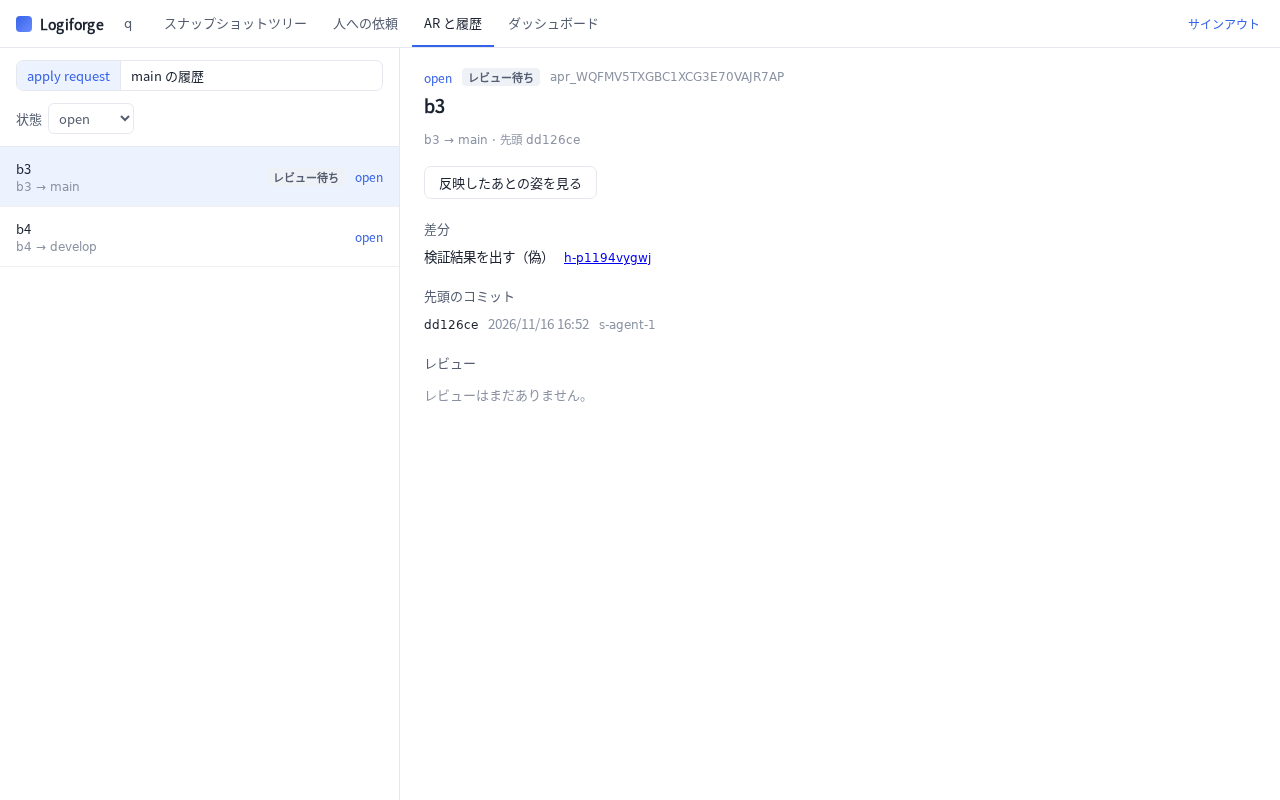 Logiforge q スナップショットツリー 人への依頼 AR と履歴 ダッシュボード サインアウト
apply request main の履歴
状態 open
b3
b3 → main
レビュー待ち open
b4
b4 → develop
open
open レビュー待ち apr_WQFMV5TXGBC1XCG3E70VAJR7AP
b3
b3 → main · 先頭 dd126ce
反映したあとの姿を見る
差分
検証結果を出す（偽） h-p1194vygwj
先頭のコミット
dd126ce 2026/11/16 16:52 s-agent-1
レビュー
レビューはまだありません。